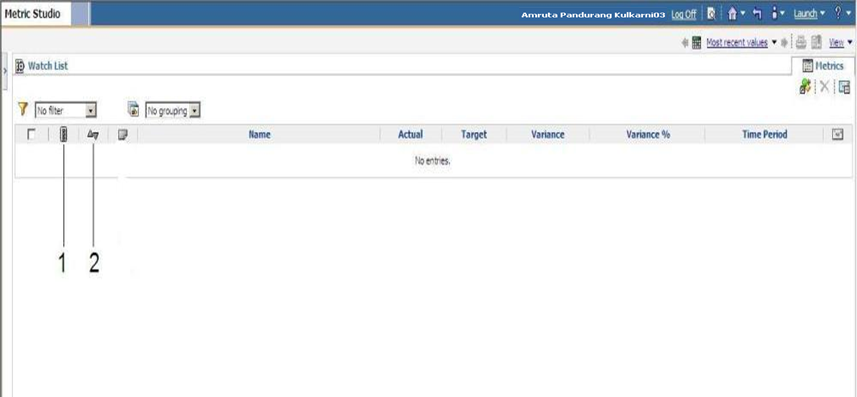 Metric Studio
Amruta Pandurang Kulkarni03 Log Off Launch ?
Most recent values View
Watch List Metrics
No filter No grouping
Name Actual Target Variance Variance % Time Period
No entries.
1 2